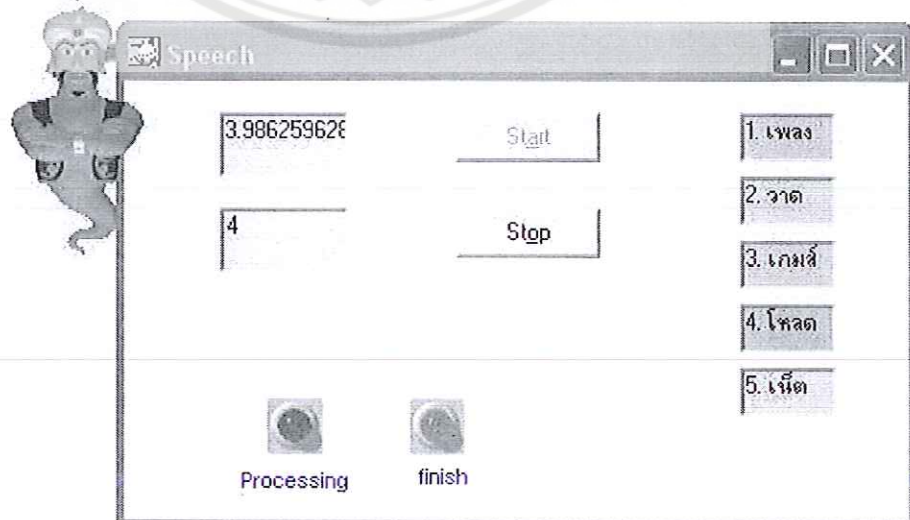 Speech
3.986259628
Start
1. เพลง
2. วาด
4
Stop
3. เกมส์
4. โหลด
5. เน็ต
Processing
finish